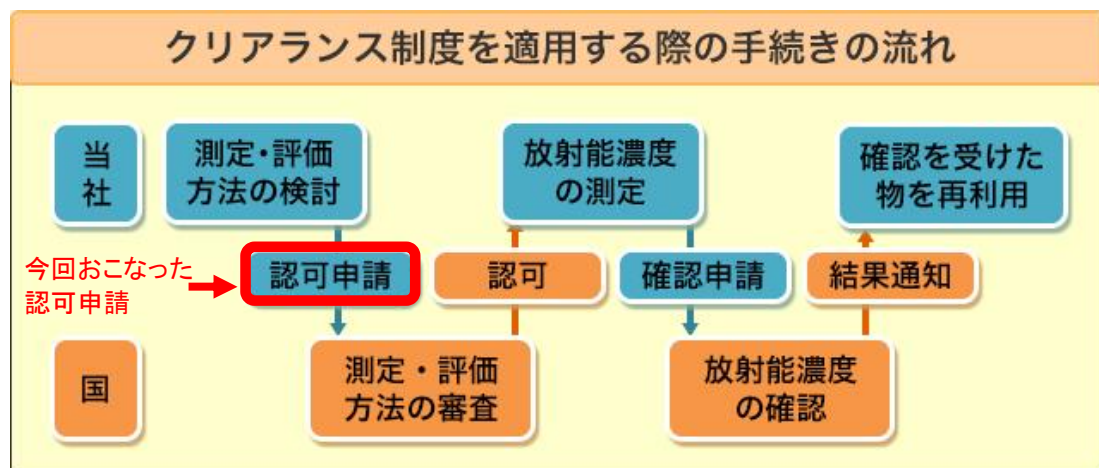 クリアランス制度を適用する際の手続きの流れ
当
社
測定・評価
方法の検討
放射能濃度
の測定
確認を受けた
物を再利用
今回おこなった
認可申請
認可申請
認可
確認申請
結果通知
国
測定・評価
方法の審査
放射能濃度
の確認